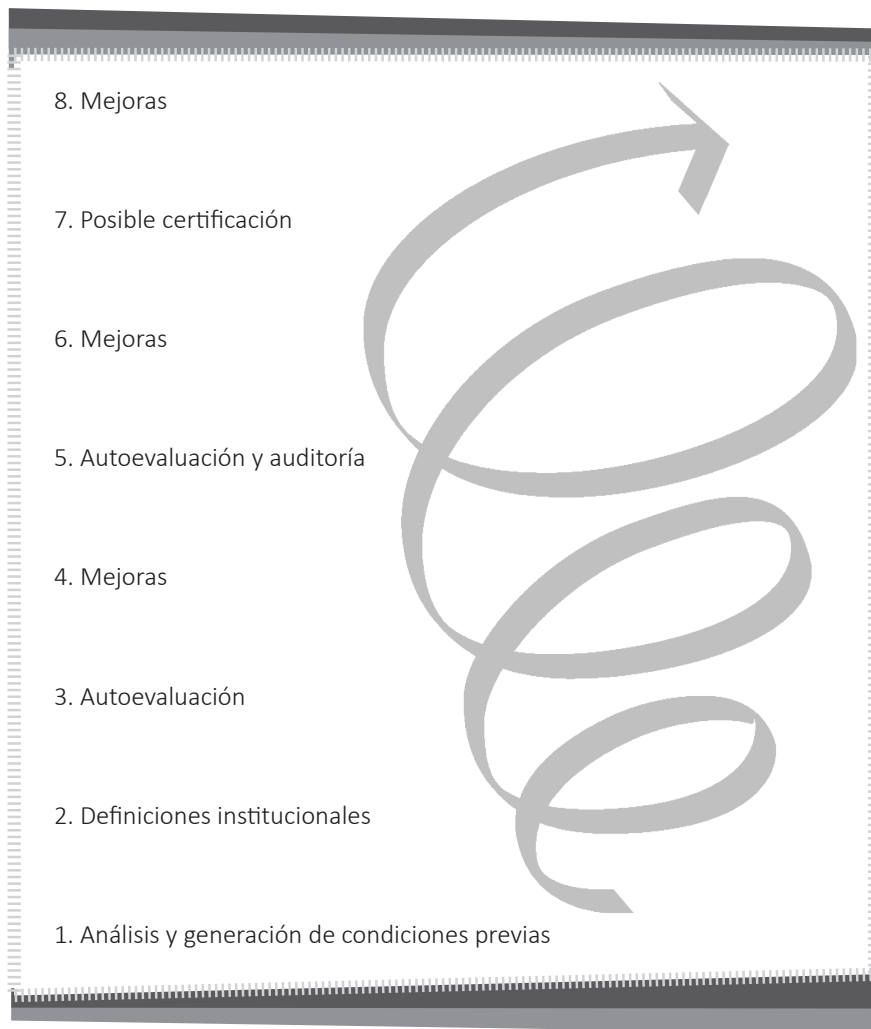 8. Mejoras
7. Posible certificación
6. Mejoras
5. Autoevaluación y auditoría
4. Mejoras
3. Autoevaluación
2. Definiciones institucionales
1. Análisis y generación de condiciones previas